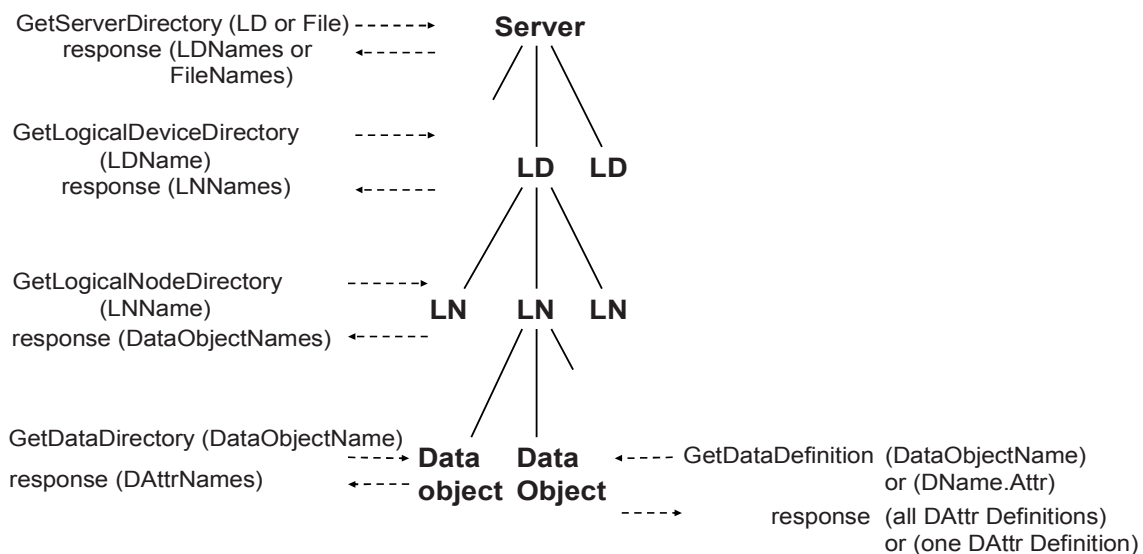 GetServerDirectory (LD or File)
response (LDNames or
FileNames)
Server
GetLogicalDeviceDirectory
(LDName)
response (LNNames)
LD LD
GetLogicalNodeDirectory
(LNName)
response (DataObjectNames)
LN LN LN
GetDataDirectory (DataObjectName)
response (DAttrNames)
Data Data
object Object
GetDataDefinition (DataObjectName)
or (DName.Attr)
response (all DAttr Definitions)
or (one DAttr Definition)